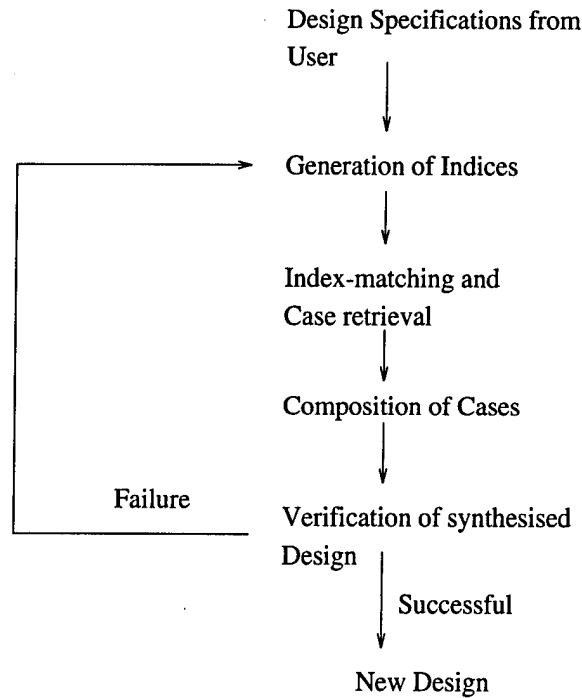 Design Specifications from
User
Generation of Indices
Index-matching and
Case retrieval
Composition of Cases
Failure
Verification of synthesised
Design
Successful
New Design